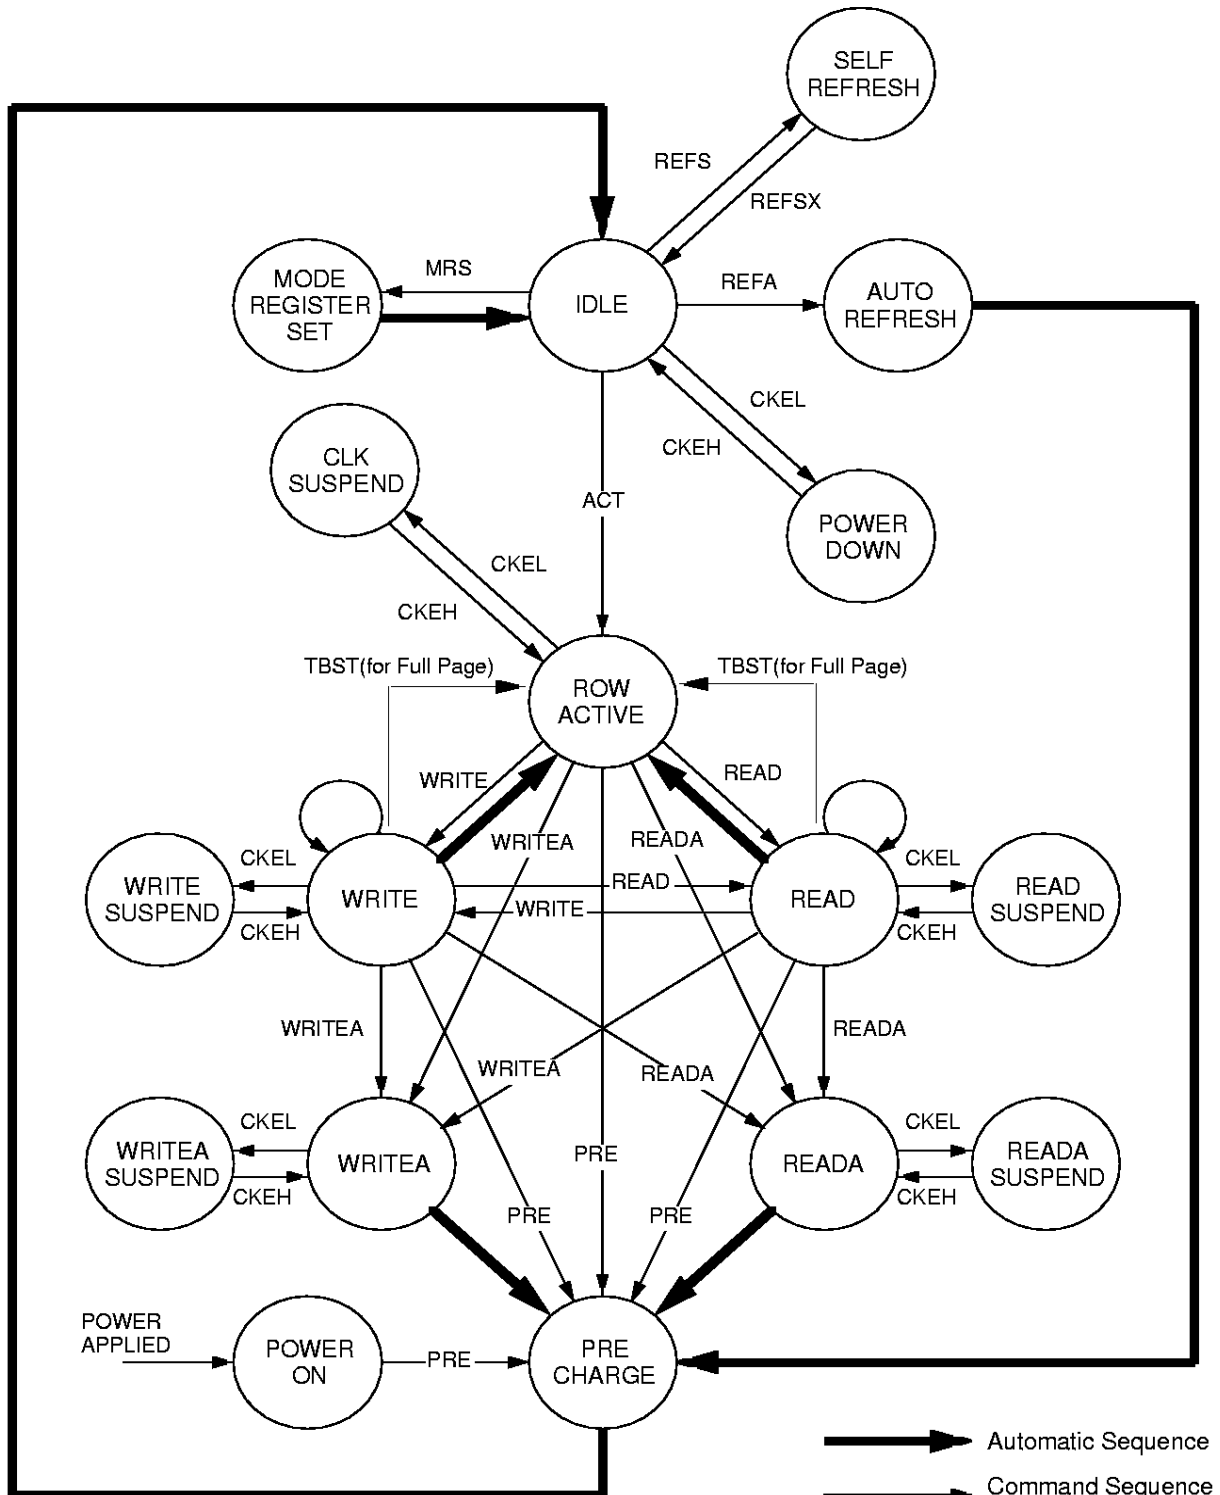 SELF
REFRESH
REFS
REFSX
MODE
REGISTER
SET
MRS
IDLE
REFA
AUTO
REFRESH
CKEL
CKEH
CLK
SUSPEND
ACT
POWER
DOWN
CKEL
CKEH
TBST(for Full Page)
TBST(for Full Page)
ROW
ACTIVE
WRITE
READ
WRITEA
READA
CKEL
CKEL
WRITE
SUSPEND
WRITE
READ
READ
READ
SUSPEND
WRITE
CKEH
CKEH
WRITEA
READA
WRITEA
READA
CKEL
CKEL
WRITEA
SUSPEND
WRITEA
PRE
READA
READA
SUSPEND
CKEH
CKEH
PRE
PRE
POWER
APPLIED
POWER
ON
PRE
PRE
CHARGE
Automatic Sequence
Command Sequence